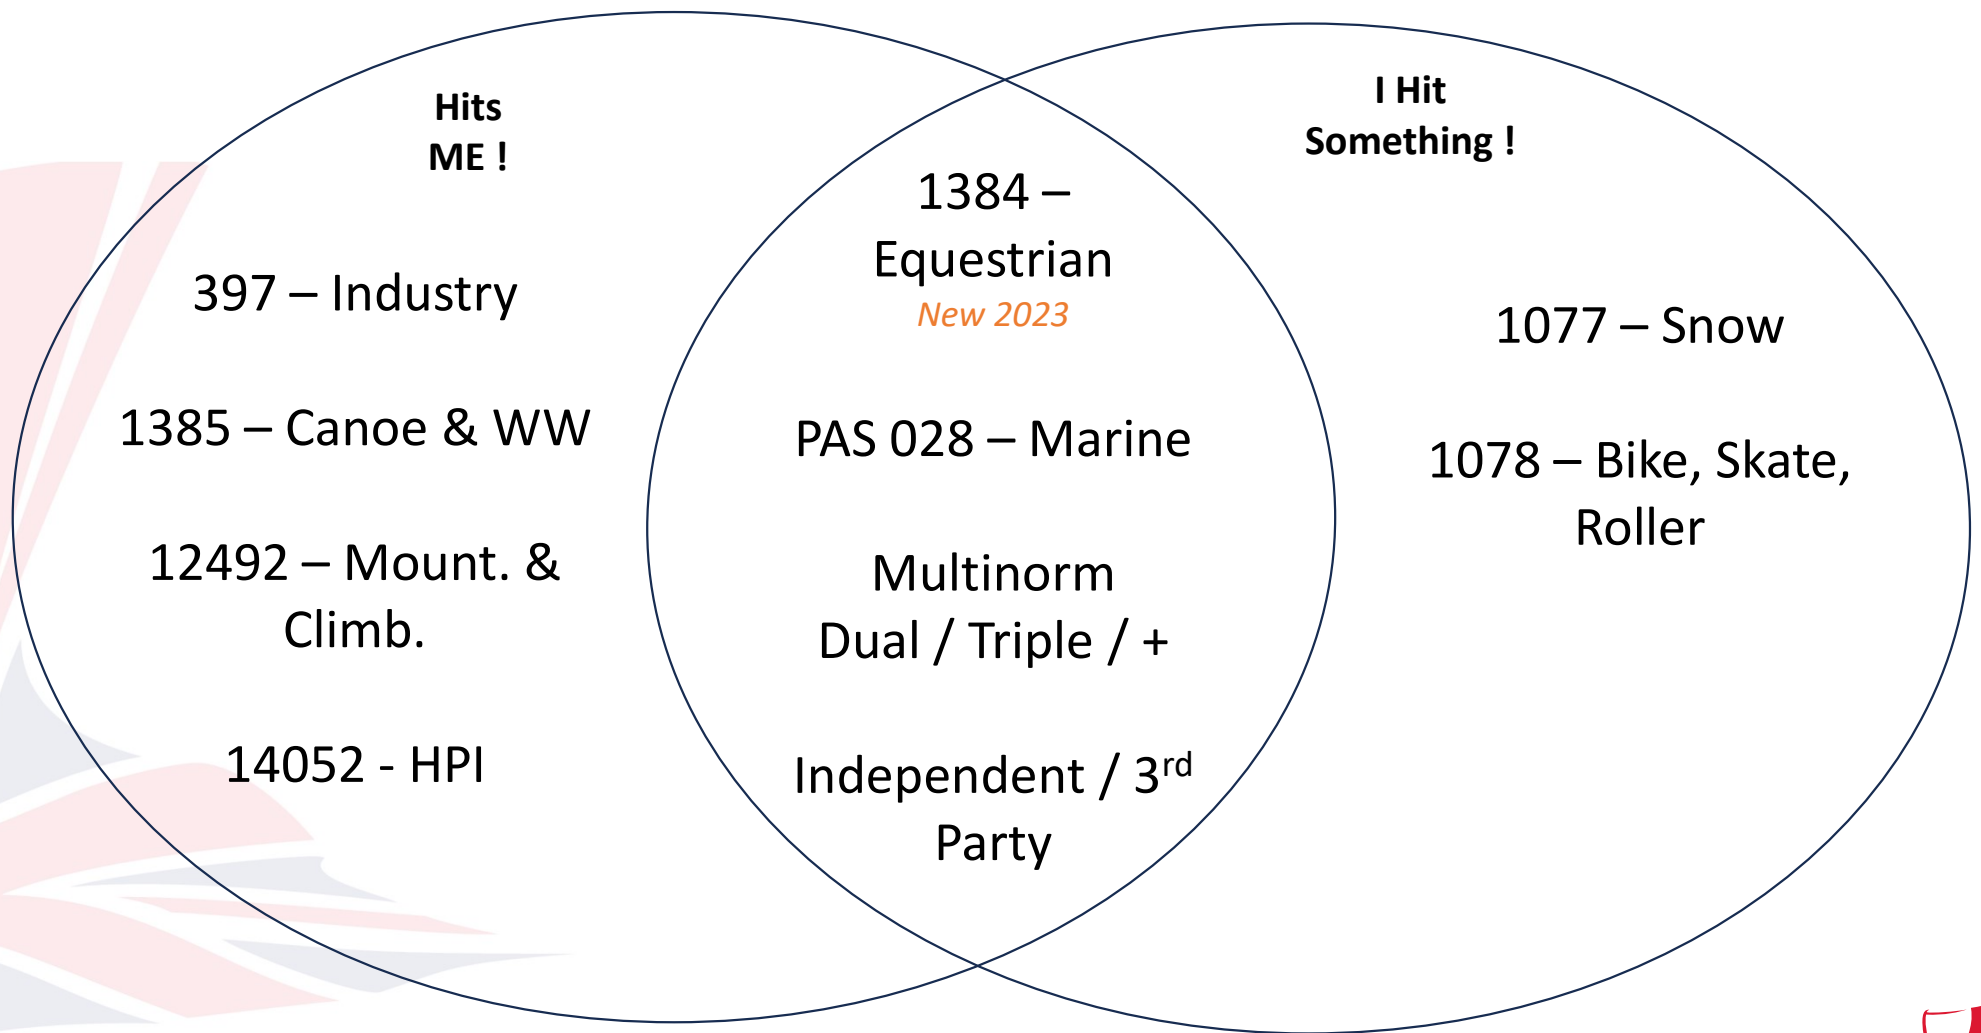 Hits
ME !
397 – Industry
1385 – Canoe & WW
12492 – Mount. &
Climb.
14052 - HPI
1384 –
Equestrian
New 2023
PAS 028 – Marine
Multinorm
Dual / Triple / +
Independent / 3rd
Party
I Hit
Something !
1077 – Snow
1078 – Bike, Skate,
Roller